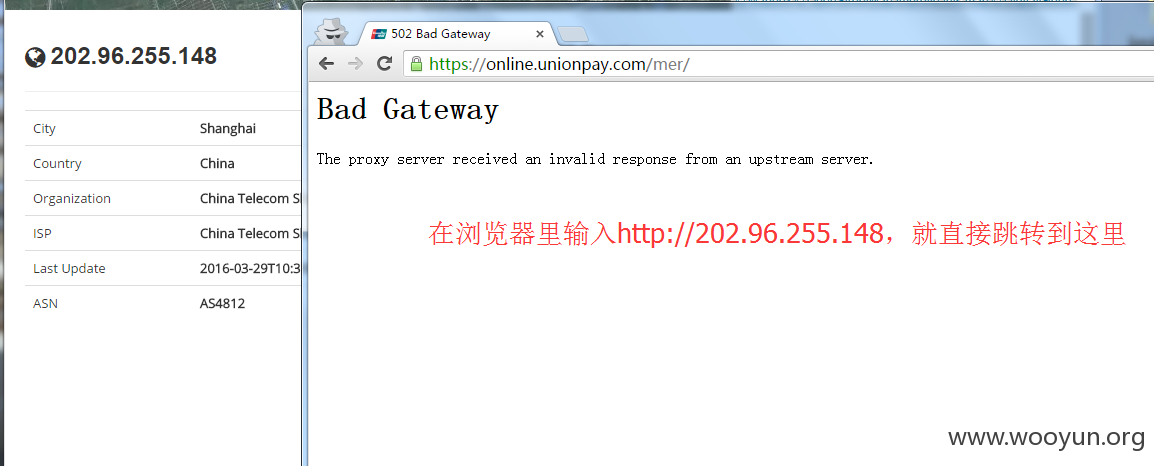 202.96.255.148
City Shanghai
Country China
Organization China Telecom
ISP China Telecom
Last Update 2016-03-29T10:3
ASN AS4812
502 Bad Gateway
https://online.unionpay.com/mer/
Bad Gateway
The proxy server received an invalid response from an upstream server.
在浏览器里输入http://202.96.255.148，就直接跳转到这里
www.wooyun.org